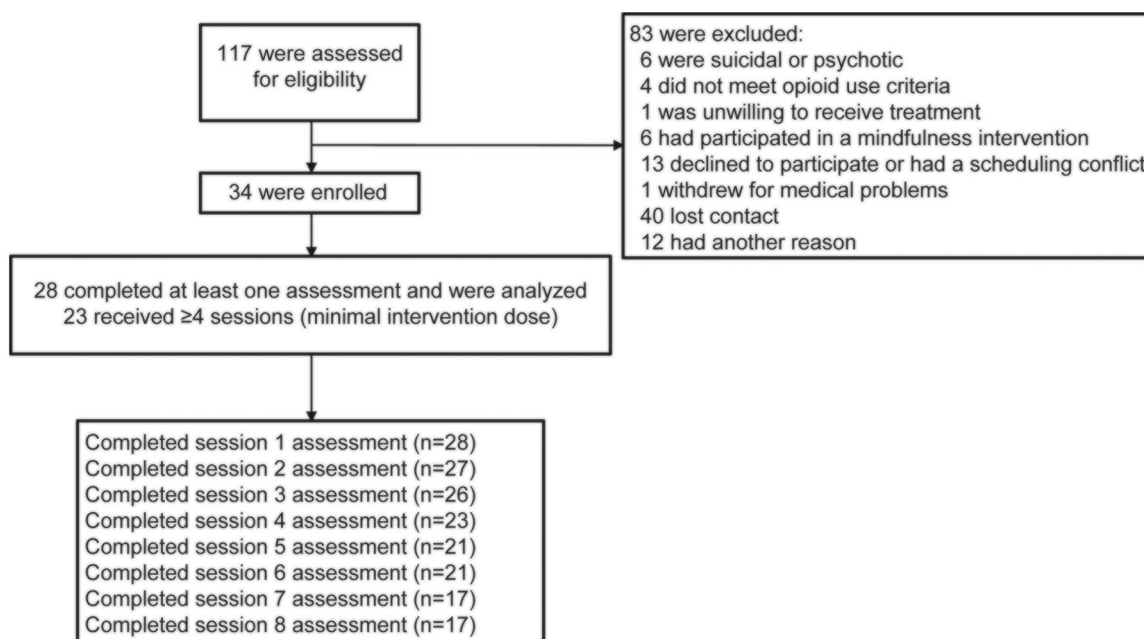 117 were assessed
for eligibility
83 were excluded:
6 were suicidal or psychotic
4 did not meet opioid use criteria
1 was unwilling to receive treatment
6 had participated in a mindfulness intervention
13 declined to participate or had a scheduling conflict
1 withdrew for medical problems
40 lost contact
12 had another reason
34 were enrolled
28 completed at least one assessment and were analyzed
23 received ≥4 sessions (minimal intervention dose)
Completed session 1 assessment (n=28)
Completed session 2 assessment (n=27)
Completed session 3 assessment (n=26)
Completed session 4 assessment (n=23)
Completed session 5 assessment (n=21)
Completed session 6 assessment (n=21)
Completed session 7 assessment (n=17)
Completed session 8 assessment (n=17)